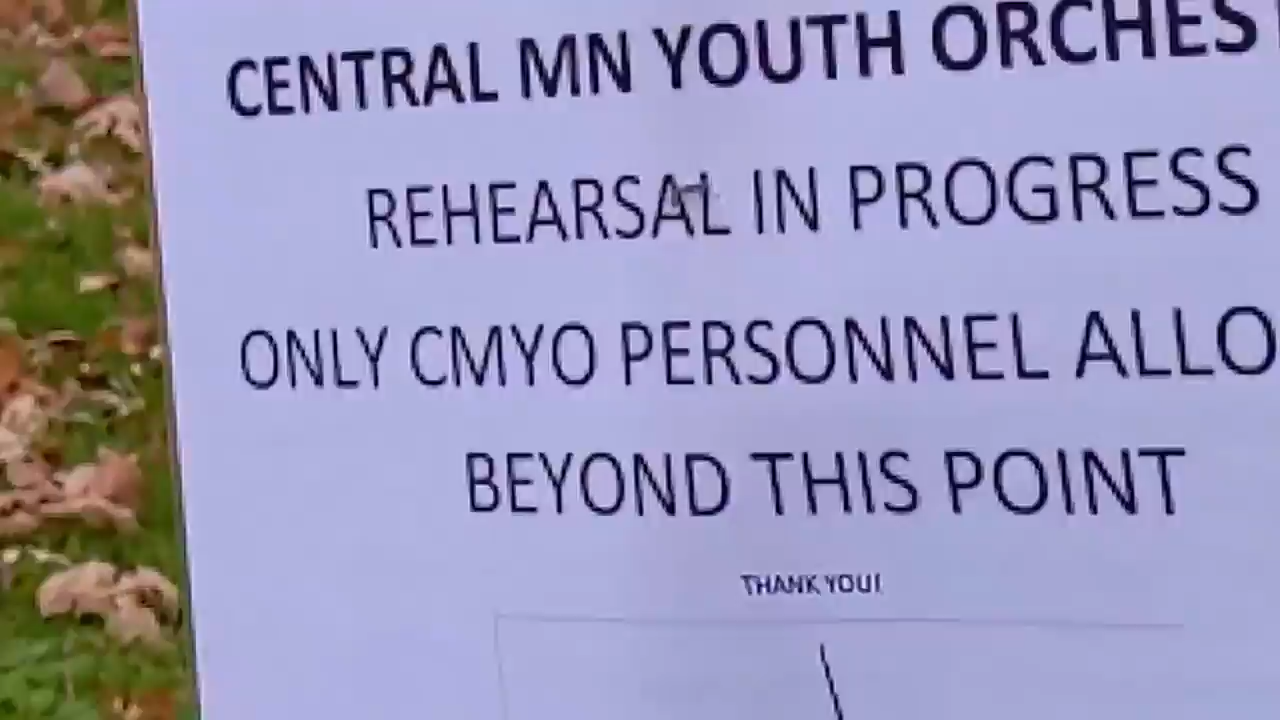 CENTRAL MN YOUTH ORCHES
REHEARSAL IN PROGRESS
ONLY CMYO PERSONNEL ALLO
BEYOND THIS POINT
THANK YOU!